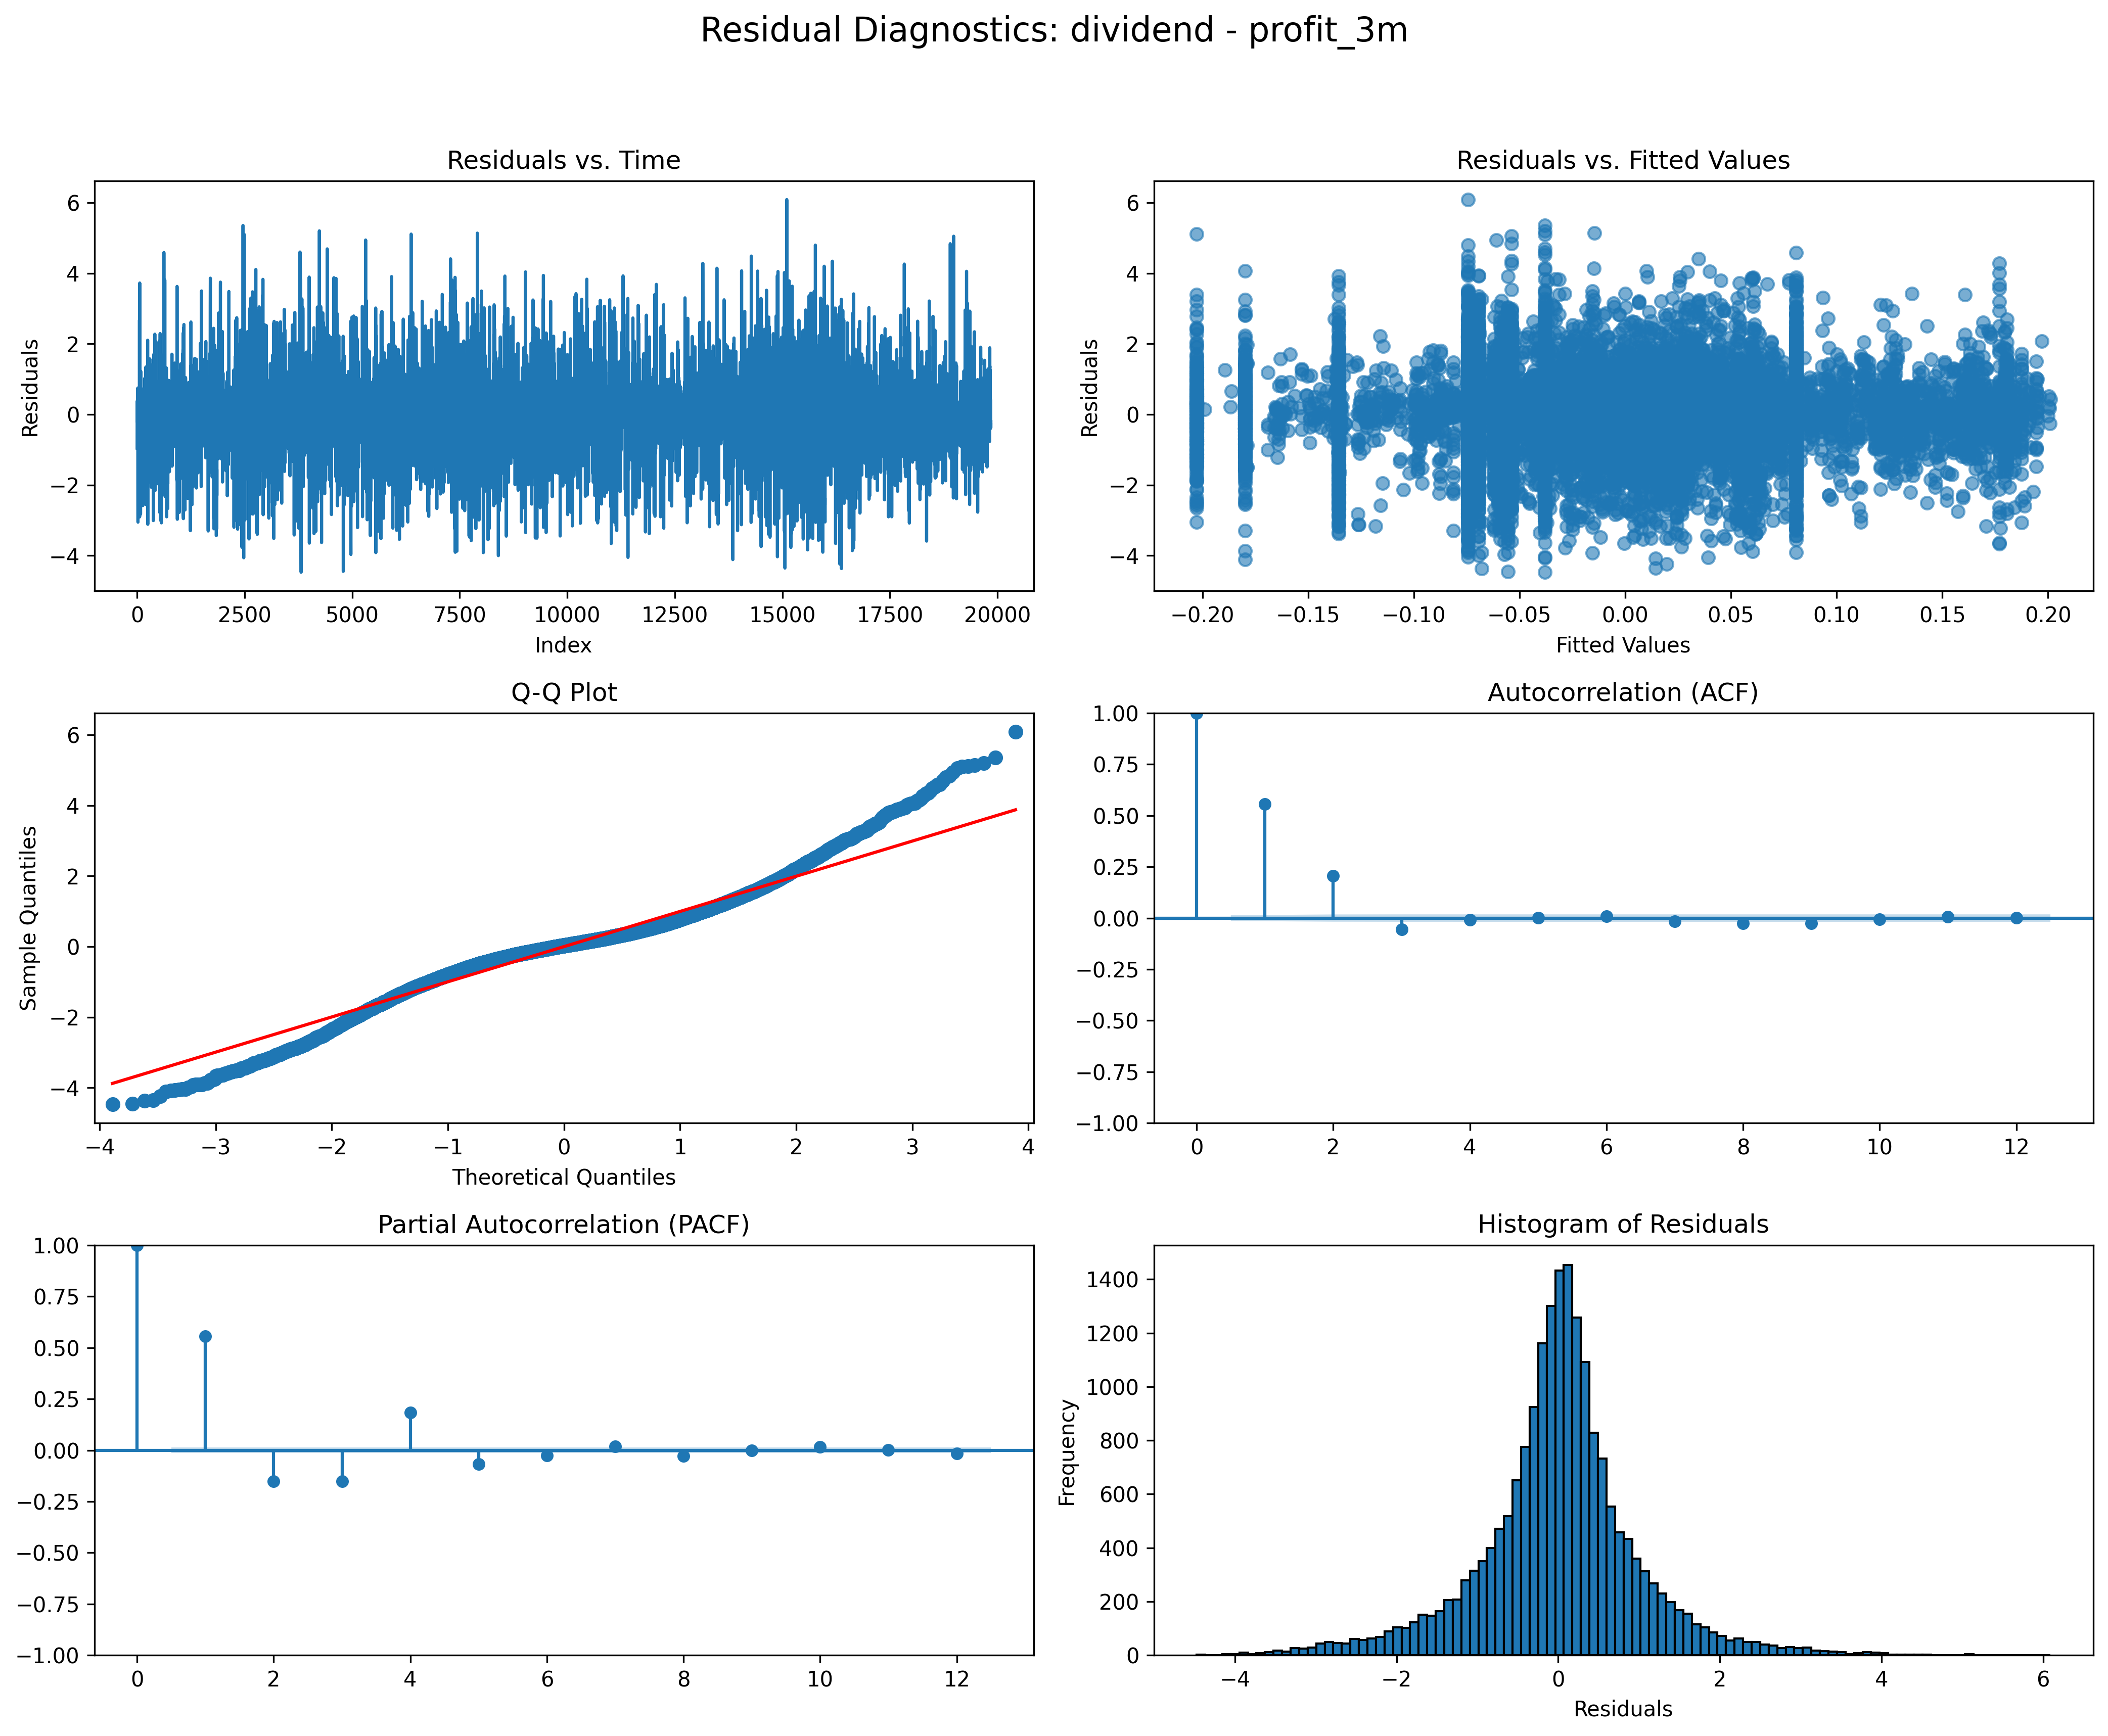 Residual Diagnostics: dividend - profit_3m
Residuals vs. Time
6
4
2
0
−2
−4
Residuals
0 2500 5000 7500 10000 12500 15000 17500 20000
Index
Residuals vs. Fitted Values
6
4
2
0
−2
−4
Residuals
−0.20 −0.15 −0.10 −0.05 0.00 0.05 0.10 0.15 0.20
Fitted Values
Q-Q Plot
6
4
2
0
−2
−4
Sample Quantiles
−4 −3 −2 −1 0 1 2 3 4
Theoretical Quantiles
Autocorrelation (ACF)
1.00
0.75
0.50
0.25
0.00
−0.25
−0.50
−0.75
−1.00
0 2 4 6 8 10 12
Partial Autocorrelation (PACF)
1.00
0.75
0.50
0.25
0.00
−0.25
−0.50
−0.75
−1.00
0 2 4 6 8 10 12
Histogram of Residuals
1400
1200
1000
800
600
400
200
0
Frequency
−4 −2 0 2 4 6
Residuals